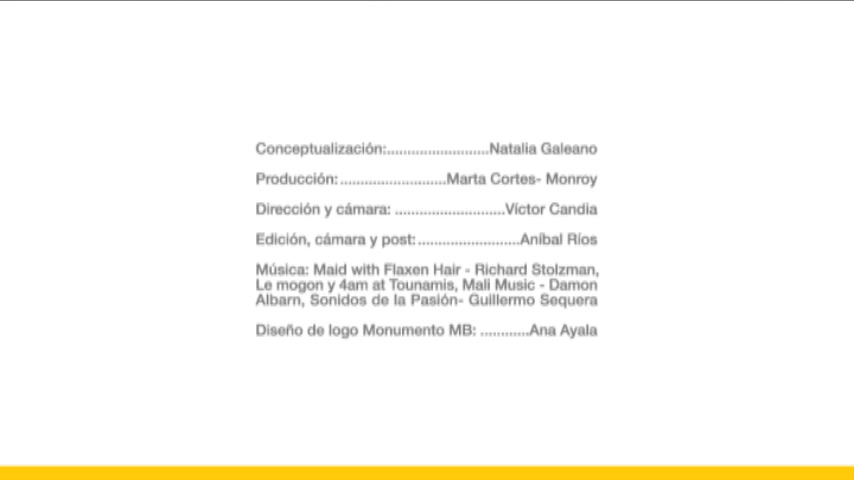 Conceptualización:.........................Natalia Galeano
Producción:..........................Marta Cortes- Monroy
Dirección y cámara: ...........................Víctor Candia
Edición, cámara y post:.........................Aníbal Ríos
Música: Maid with Flaxen Hair - Richard Stolzman,
Le mogon y 4am at Tounamis, Mali Music - Damon
Albarn, Sonidos de la Pasión- Guillermo Sequera
Diseño de logo Monumento MB: ............Ana Ayala